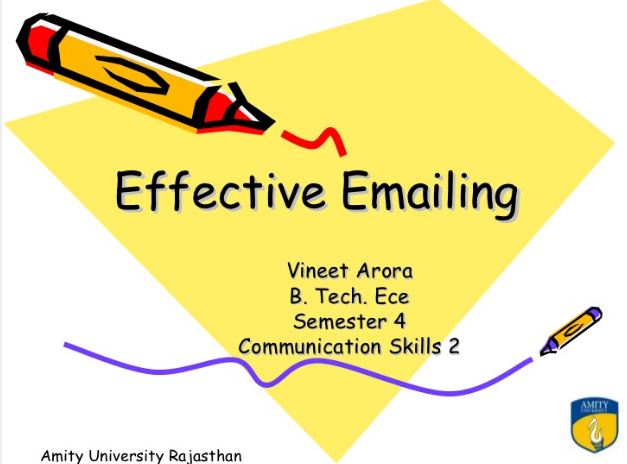 Effective Emailing
Vineet Arora
B. Tech. Ece
Semester 4
Communication Skills 2
AMITY
UNIVERSITY
Amity University Rajasthan